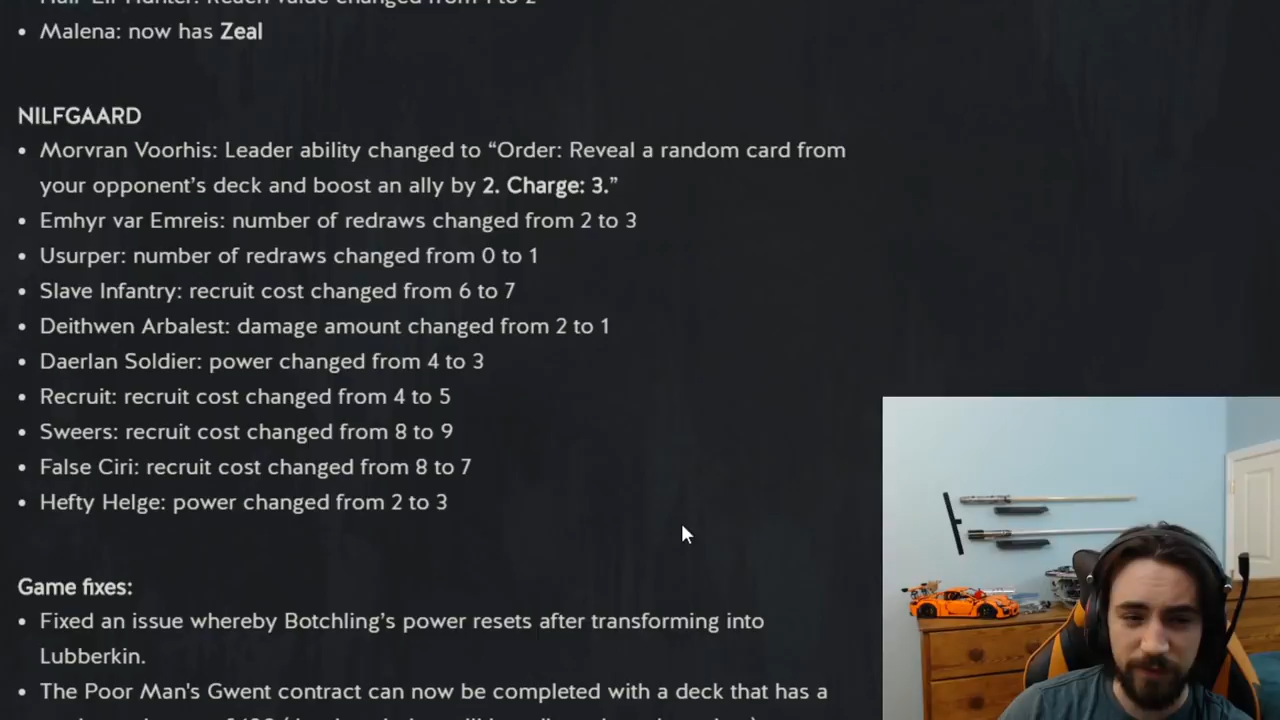 • Malena: now has Zeal
NILFGAARD
• Morvran Voorhis: Leader ability changed to “Order: Reveal a random card from
your opponent’s deck and boost an ally by 2. Charge: 3.”
• Emhyr var Emreis: number of redraws changed from 2 to 3
• Usurper: number of redraws changed from 0 to 1
• Slave Infantry: recruit cost changed from 6 to 7
• Deithwen Arbalest: damage amount changed from 2 to 1
• Daerlan Soldier: power changed from 4 to 3
• Recruit: recruit cost changed from 4 to 5
• Sweers: recruit cost changed from 8 to 9
• False Ciri: recruit cost changed from 8 to 7
• Hefty Helge: power changed from 2 to 3
Game fixes:
• Fixed an issue whereby Botchling’s power resets after transforming into
Lubberkin.
• The Poor Man's Gwent contract can now be completed with a deck that has a